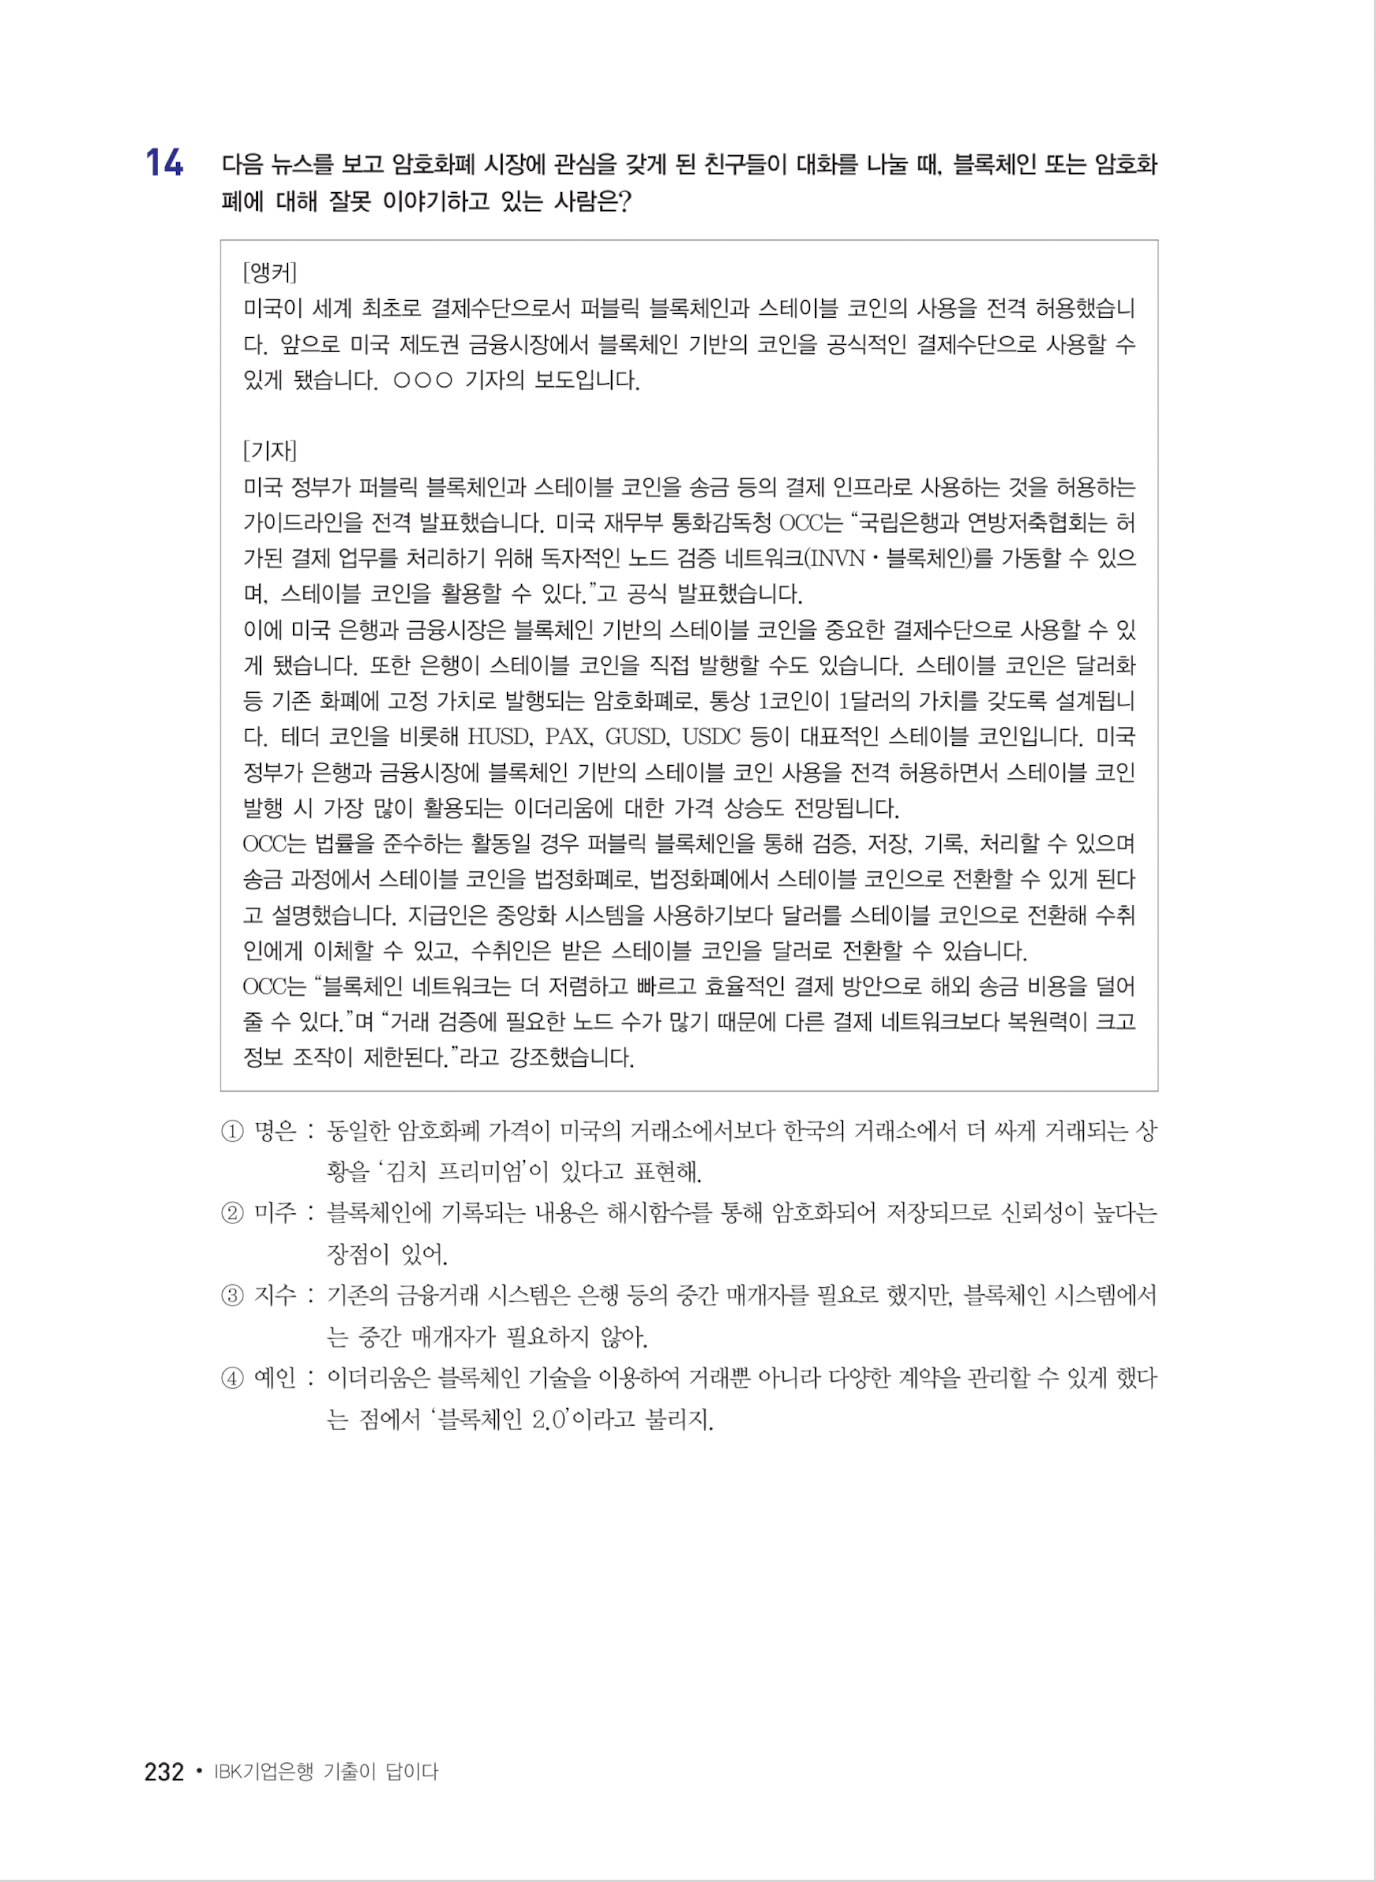 14 다음 뉴스를 보고 암호화폐 시장에 관심을 갖게 된 친구들이 대화를 나눌 때, 블록체인 또는 암호화
폐에 대해 잘못 이야기하고 있는 사람은?
[앵커]
미국이 세계 최초로 결제수단으로서 퍼블릭 블록체인과 스테이블 코인의 사용을 전격 허용했습니
다. 앞으로 미국 제도권 금융시장에서 블록체인 기반의 코인을 공식적인 결제수단으로 사용할 수
있게 됐습니다. ○○○ 기자의 보도입니다.
[기자]
미국 정부가 퍼블릭 블록체인과 스테이블 코인을 송금 등의 결제 인프라로 사용하는 것을 허용하는
가이드라인을 전격 발표했습니다. 미국 재무부 통화감독청 OCC는 “국립은행과 연방저축협회는 허
가된 결제 업무를 처리하기 위해 독자적인 노드 검증 네트워크(INVN·블록체인)를 가동할 수 있으
며, 스테이블 코인을 활용할 수 있다.”고 공식 발표했습니다.
이에 미국 은행과 금융시장은 블록체인 기반의 스테이블 코인을 중요한 결제수단으로 사용할 수 있
게 됐습니다. 또한 은행이 스테이블 코인을 직접 발행할 수도 있습니다. 스테이블 코인은 달러화
등 기존 화폐에 고정 가치로 발행되는 암호화폐로, 통상 1코인이 1달러의 가치를 갖도록 설계됩니
다. 테더 코인을 비롯해 HUSD, PAX, GUSD, USDC 등이 대표적인 스테이블 코인입니다. 미국
정부가 은행과 금융시장에 블록체인 기반의 스테이블 코인 사용을 전격 허용하면서 스테이블 코인
발행 시 가장 많이 활용되는 이더리움에 대한 가격 상승도 전망됩니다.
OCC는 법률을 준수하는 활동일 경우 퍼블릭 블록체인을 통해 검증, 저장, 기록, 처리할 수 있으며
송금 과정에서 스테이블 코인을 법정화폐로, 법정화폐에서 스테이블 코인으로 전환할 수 있게 된다
고 설명했습니다. 지급인은 중앙화 시스템을 사용하기보다 달러를 스테이블 코인으로 전환해 수취
인에게 이체할 수 있고, 수취인은 받은 스테이블 코인을 달러로 전환할 수 있습니다.
OCC는 “블록체인 네트워크는 더 저렴하고 빠르고 효율적인 결제 방안으로 해외 송금 비용을 덜어
줄 수 있다.”며 “거래 검증에 필요한 노드 수가 많기 때문에 다른 결제 네트워크보다 복원력이 크고
정보 조작이 제한된다.”라고 강조했습니다.
① 명은 : 동일한 암호화폐 가격이 미국의 거래소에서보다 한국의 거래소에서 더 싸게 거래되는 상
황을 ‘김치 프리미엄’이 있다고 표현해.
② 미주 : 블록체인에 기록되는 내용은 해시함수를 통해 암호화되어 저장되므로 신뢰성이 높다는
장점이 있어.
③ 지수 : 기존의 금융거래 시스템은 은행 등의 중간 매개자를 필요로 했지만, 블록체인 시스템에서
는 중간 매개자가 필요하지 않아.
④ 예인 : 이더리움은 블록체인 기술을 이용하여 거래뿐 아니라 다양한 계약을 관리할 수 있게 했다
는 점에서 ‘블록체인 2.0’이라고 불리지.
232 • IBK기업은행 기출이 답이다